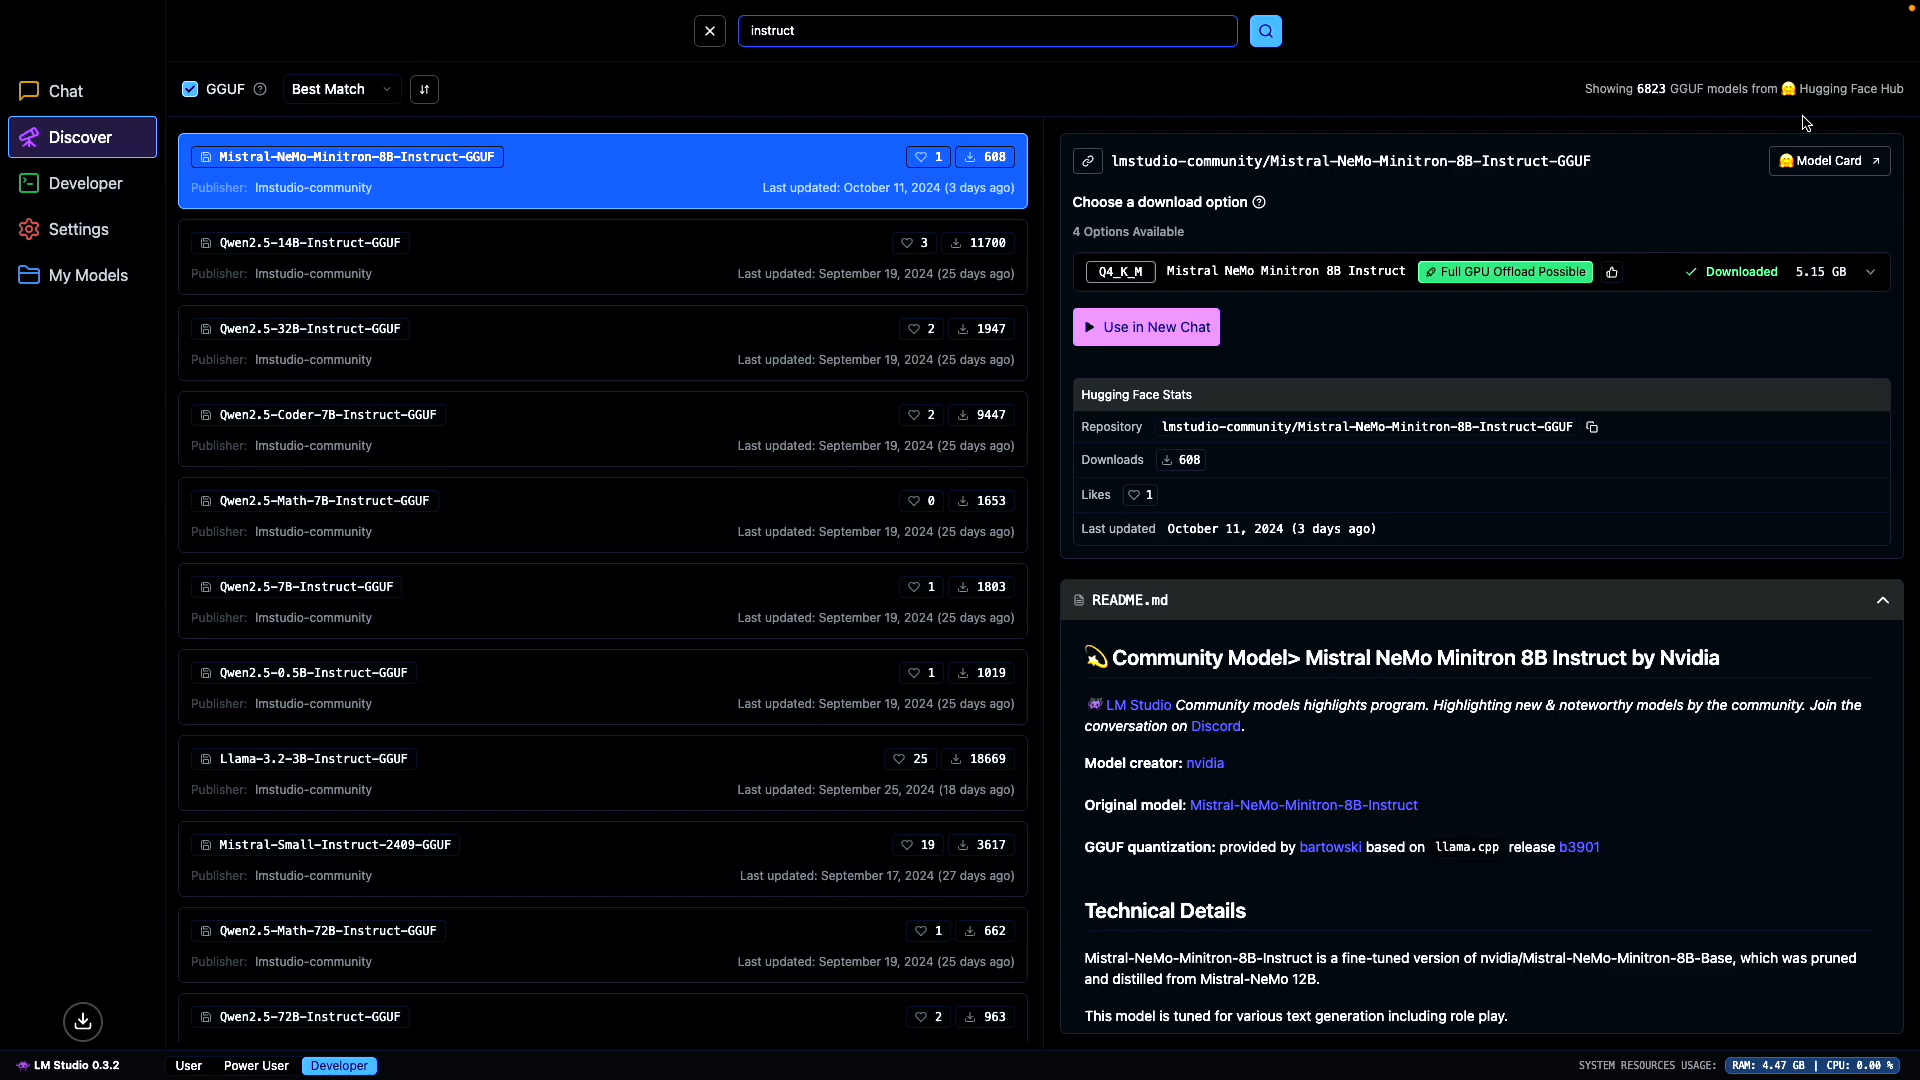 instruct
Chat
Discover
Developer
Settings
My Models
GGUF
Best Match
Showing 6823 GGUF models from 🤗 Hugging Face Hub
Mistral-NeMo-Minitron-8B-Instruct-GGUF 1 608
Publisher: lmstudio-community Last updated: October 11, 2024 (3 days ago)
Qwen2.5-14B-Instruct-GGUF 3 11700
Publisher: lmstudio-community Last updated: September 19, 2024 (25 days ago)
Qwen2.5-32B-Instruct-GGUF 2 1947
Publisher: lmstudio-community Last updated: September 19, 2024 (25 days ago)
Qwen2.5-Coder-7B-Instruct-GGUF 2 9447
Publisher: lmstudio-community Last updated: September 19, 2024 (25 days ago)
Qwen2.5-Math-7B-Instruct-GGUF 0 1653
Publisher: lmstudio-community Last updated: September 19, 2024 (25 days ago)
Qwen2.5-7B-Instruct-GGUF 1 1803
Publisher: lmstudio-community Last updated: September 19, 2024 (25 days ago)
Qwen2.5-0.5B-Instruct-GGUF 1 1019
Publisher: lmstudio-community Last updated: September 19, 2024 (25 days ago)
Llama-3.2-3B-Instruct-GGUF 25 18669
Publisher: lmstudio-community Last updated: September 25, 2024 (18 days ago)
Mistral-Small-Instruct-2409-GGUF 19 3617
Publisher: lmstudio-community Last updated: September 17, 2024 (27 days ago)
Qwen2.5-Math-72B-Instruct-GGUF 1 662
Publisher: lmstudio-community Last updated: September 19, 2024 (25 days ago)
Qwen2.5-72B-Instruct-GGUF 2 963
lmstudio-community/Mistral-NeMo-Minitron-8B-Instruct-GGUF
🤗 Model Card
Choose a download option
4 Options Available
Q4_K_M Mistral NeMo Minitron 8B Instruct Full GPU Offload Possible Downloaded 5.15 GB
Use in New Chat
Hugging Face Stats
Repository lmstudio-community/Mistral-NeMo-Minitron-8B-Instruct-GGUF
Downloads 608
Likes 1
Last updated October 11, 2024 (3 days ago)
README.md
💫 Community Model> Mistral NeMo Minitron 8B Instruct by Nvidia
👾 LM Studio Community models highlights program. Highlighting new & noteworthy models by the community. Join the
conversation on Discord.
Model creator: nvidia
Original model: Mistral-NeMo-Minitron-8B-Instruct
GGUF quantization: provided by bartowski based on llama.cpp release b3901
Technical Details
Mistral-NeMo-Minitron-8B-Instruct is a fine-tuned version of nvidia/Mistral-NeMo-Minitron-8B-Base, which was pruned
and distilled from Mistral-NeMo 12B.
This model is tuned for various text generation including role play.
👾 LM Studio 0.3.2
User
Power User
Developer
SYSTEM RESOURCES USAGE: RAM: 4.47 GB | CPU: 0.00 %